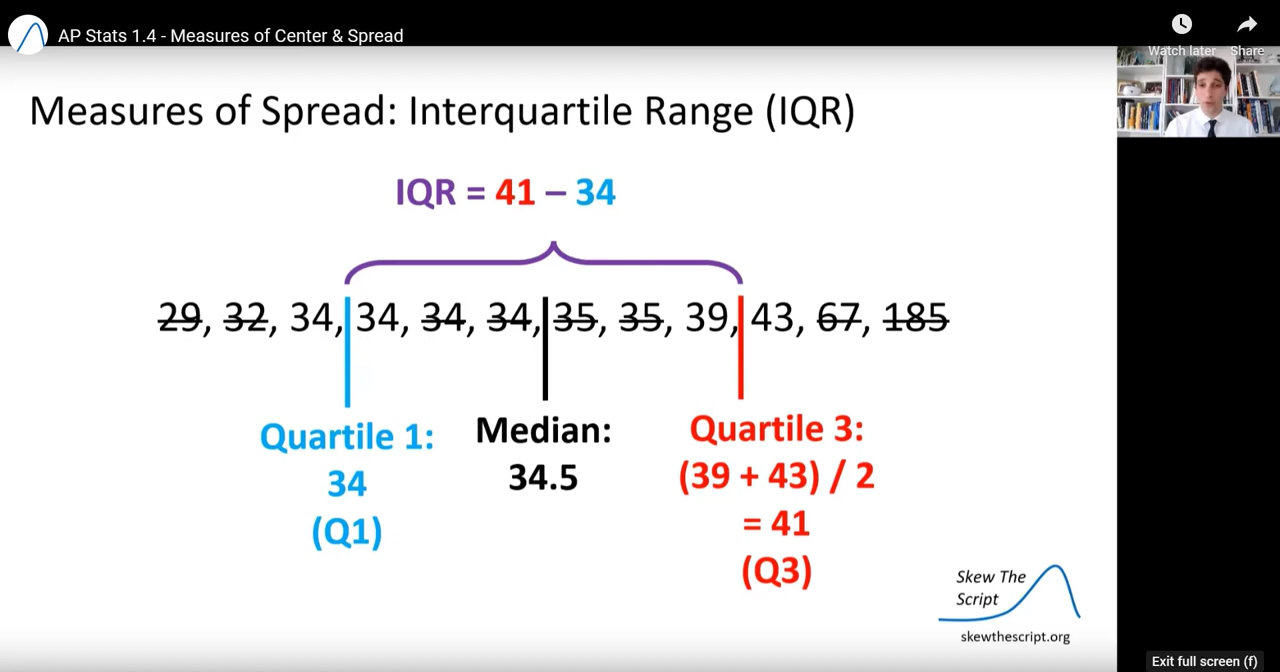 AP Stats 1.4 - Measures of Center & Spread
Watch later
Share
Measures of Spread: Interquartile Range (IQR)
IQR = 41 – 34
29, 32, 34, 34, 34, 34, 35, 35, 39, 43, 67, 185
Quartile 1:
34
(Q1)
Median:
34.5
Quartile 3:
(39 + 43) / 2
= 41
(Q3)
Skew The
Script
skewthescript.org
Exit full screen (f)